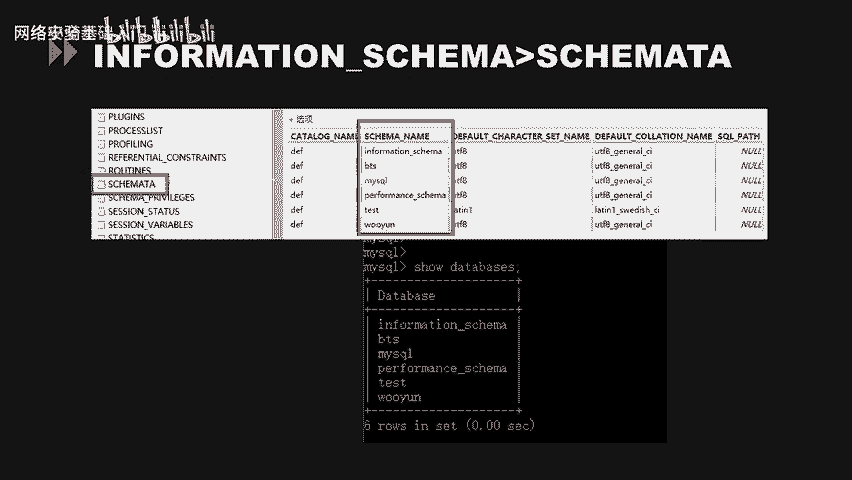 网络安全基础
bilibili
INFORMATION_SCHEMA>SCHEMATA
PLUGINS
PROCESSLIST
PROFILING
REFERENTIAL_CONSTRAINTS
ROUTINES
SCHEMATA
SCHEMA_PRIVILEGES
SESSION_STATUS
SESSION_VARIABLES
STATISTICS
+ 选项
CATALOG_NAME SCHEMA_NAME DEFAULT_CHARACTER_SET_NAME DEFAULT_COLLATION_NAME SQL_PATH
def information_schema utf8 utf8_general_ci NULL
def bts utf8 utf8_general_ci NULL
def mysql utf8 utf8_general_ci NULL
def performance_schema utf8 utf8_general_ci NULL
def test latin1 latin1_swedish_ci NULL
def wooyun utf8 utf8_general_ci NULL
mysql>
mysql>
mysql> show databases;
+--------------------+
| Database |
+--------------------+
| information_schema
| bts
| mysql
| performance_schema
| test
| wooyun
+--------------------+
6 rows in set (0.00 sec)